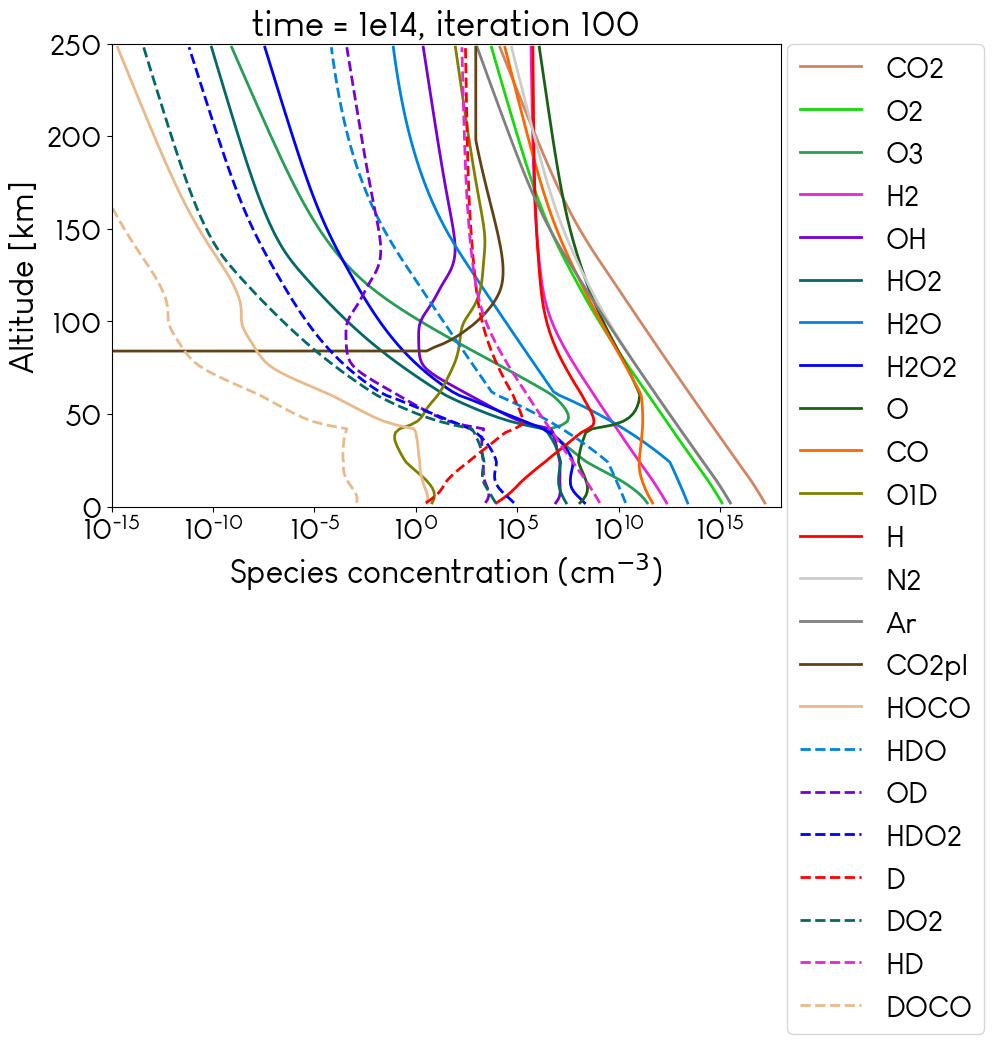 time = 1e14, iteration 100
250
200
150
100
50
0
Altitude [km]
10⁻¹⁵ 10⁻¹⁰ 10⁻⁵ 10⁰ 10⁵ 10¹⁰ 10¹⁵
Species concentration (cm⁻³)
CO2
O2
O3
H2
OH
HO2
H2O
H2O2
O
CO
O1D
H
N2
Ar
CO2pl
HOCO
HDO
OD
HDO2
D
DO2
HD
DOCO